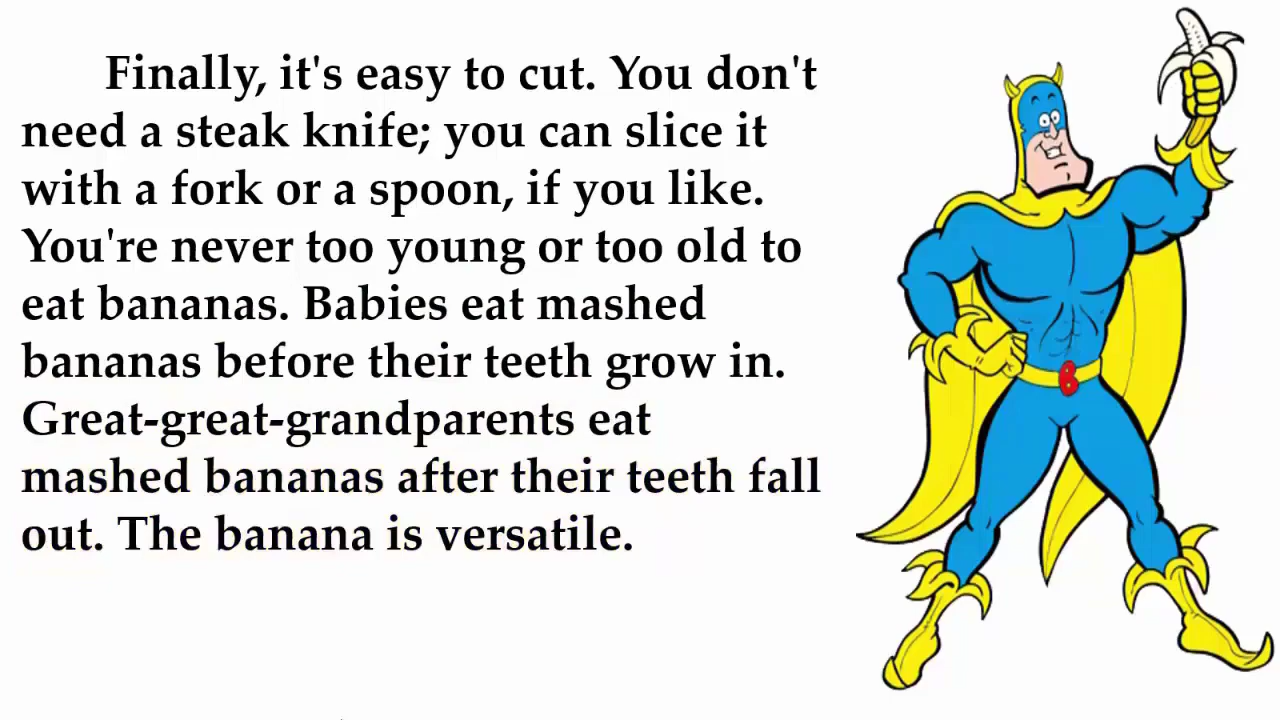 Finally, it's easy to cut. You don't
need a steak knife; you can slice it
with a fork or a spoon, if you like.
You're never too young or too old to
eat bananas. Babies eat mashed
bananas before their teeth grow in.
Great-great-grandparents eat
mashed bananas after their teeth fall
out. The banana is versatile.
B